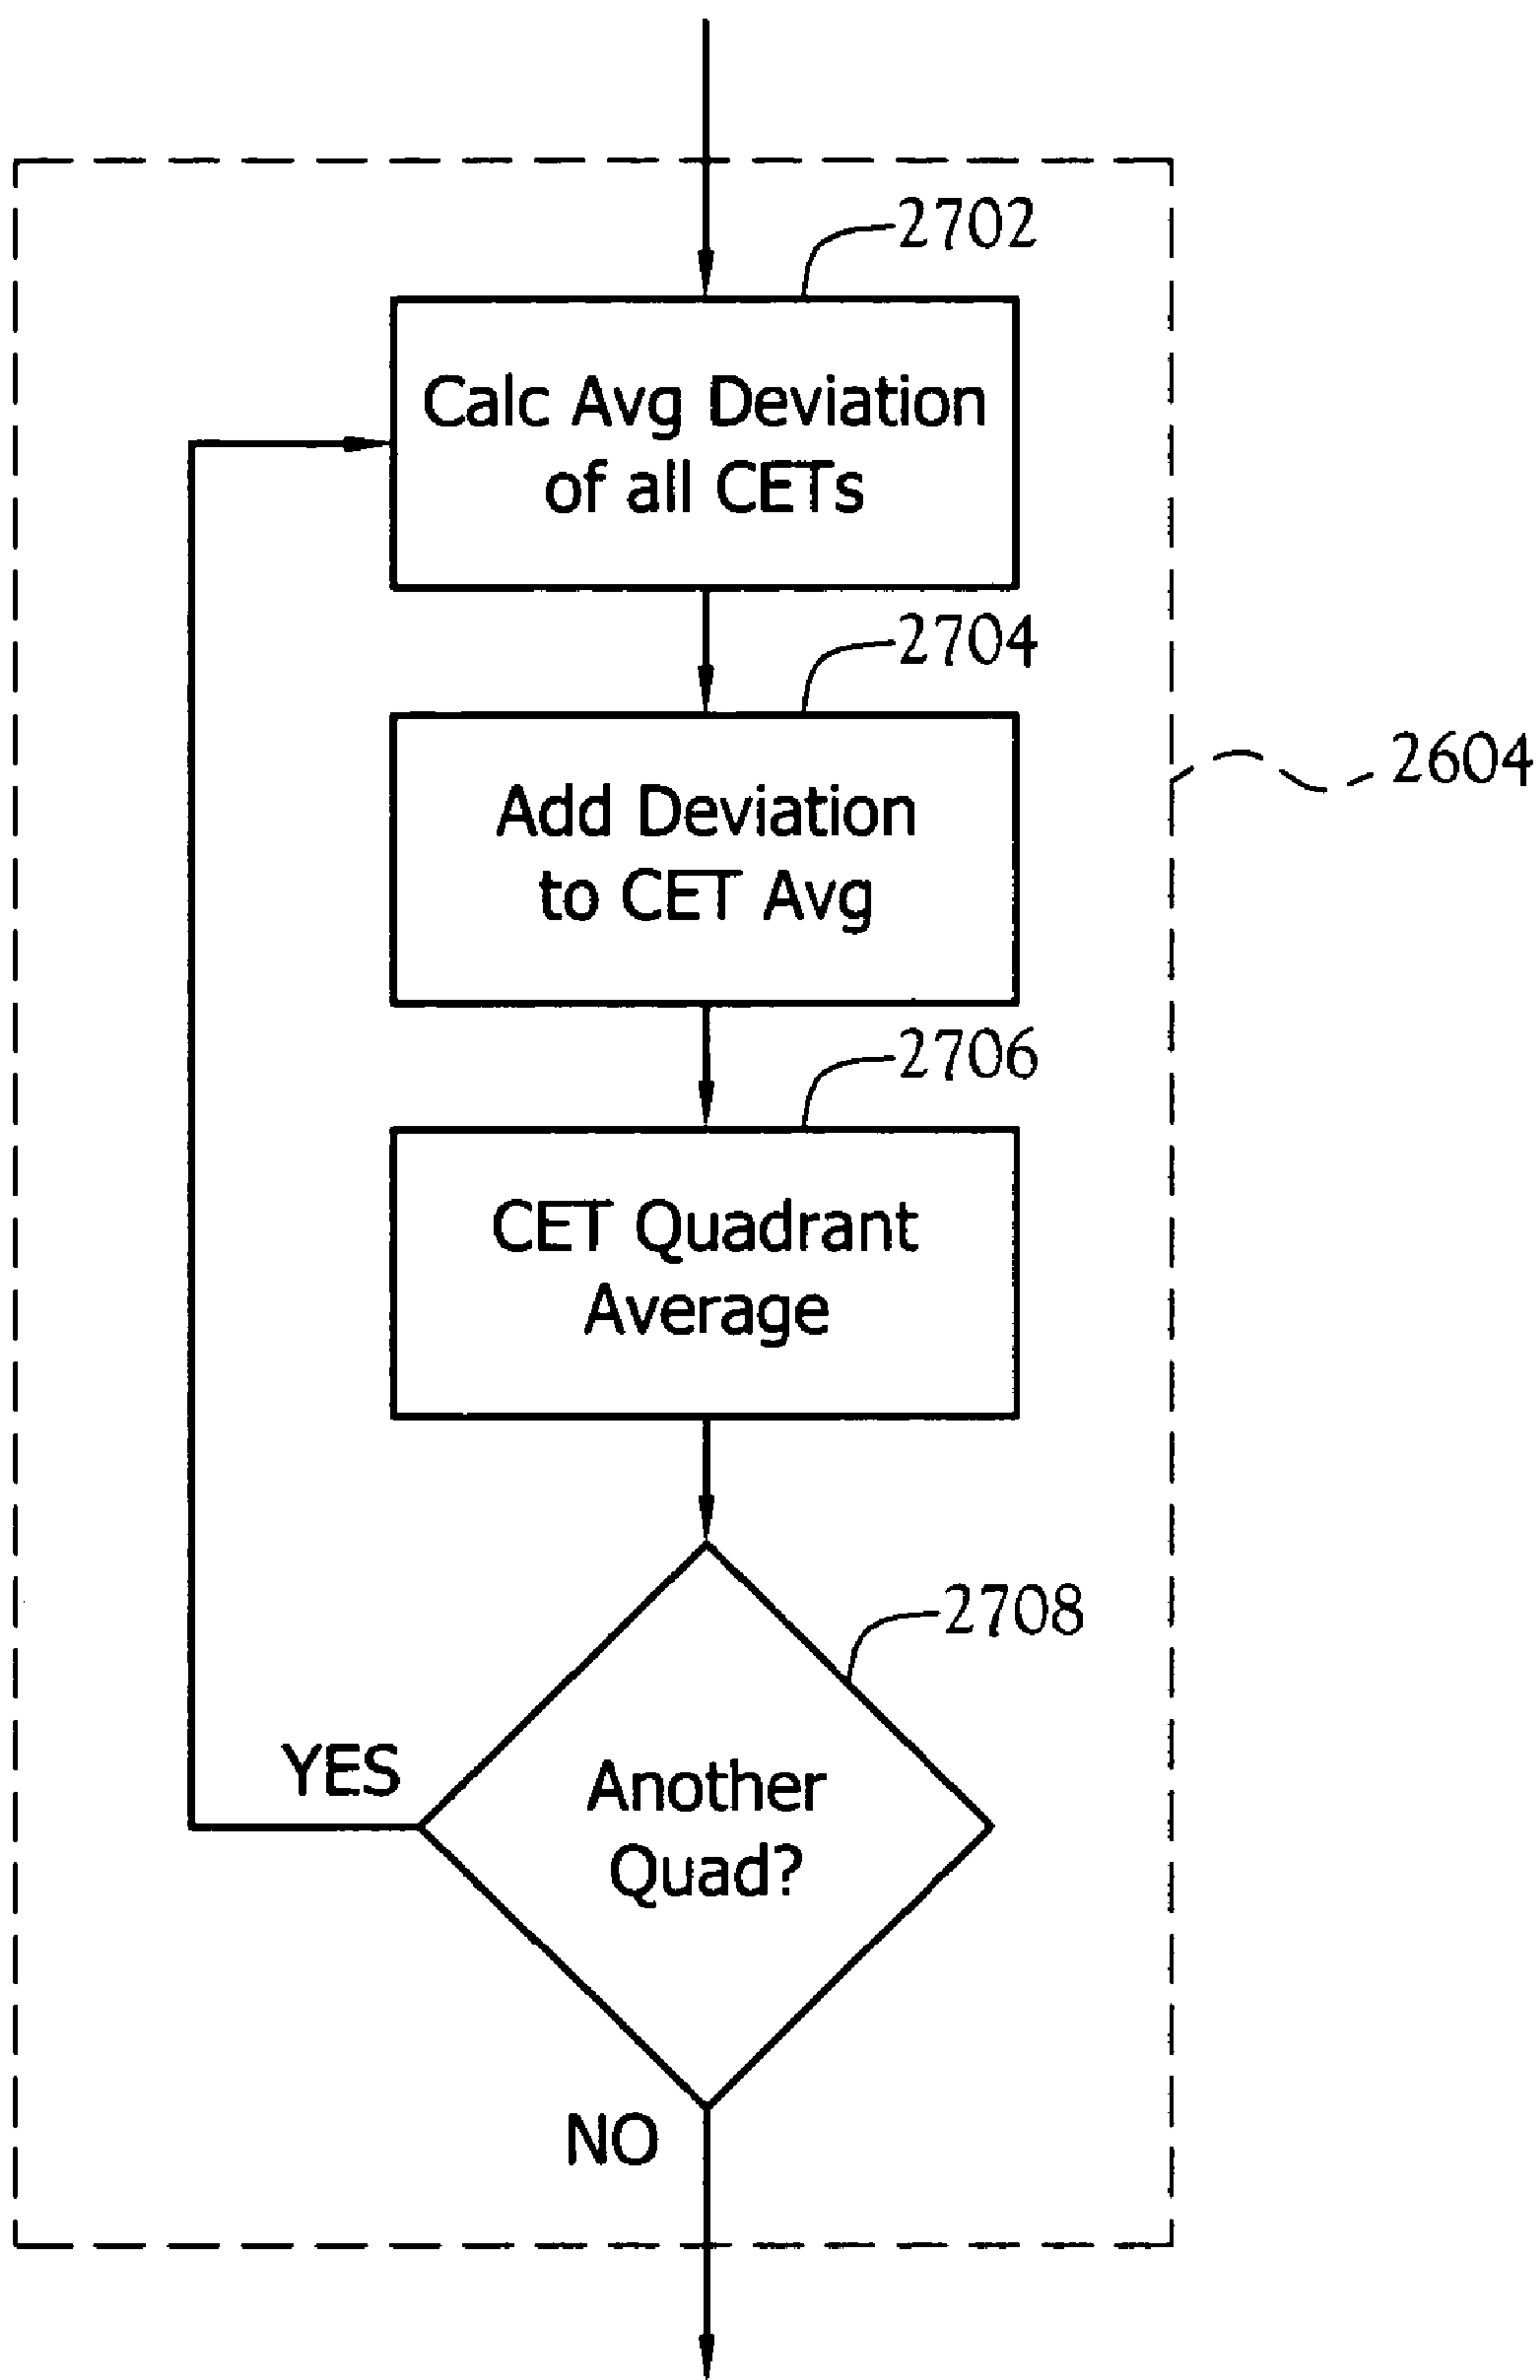 2702
Calc Avg Deviation
of all CETs
2704
Add Deviation
to CET Avg
2604
2706
CET Quadrant
Average
2708
YES
Another
Quad?
NO